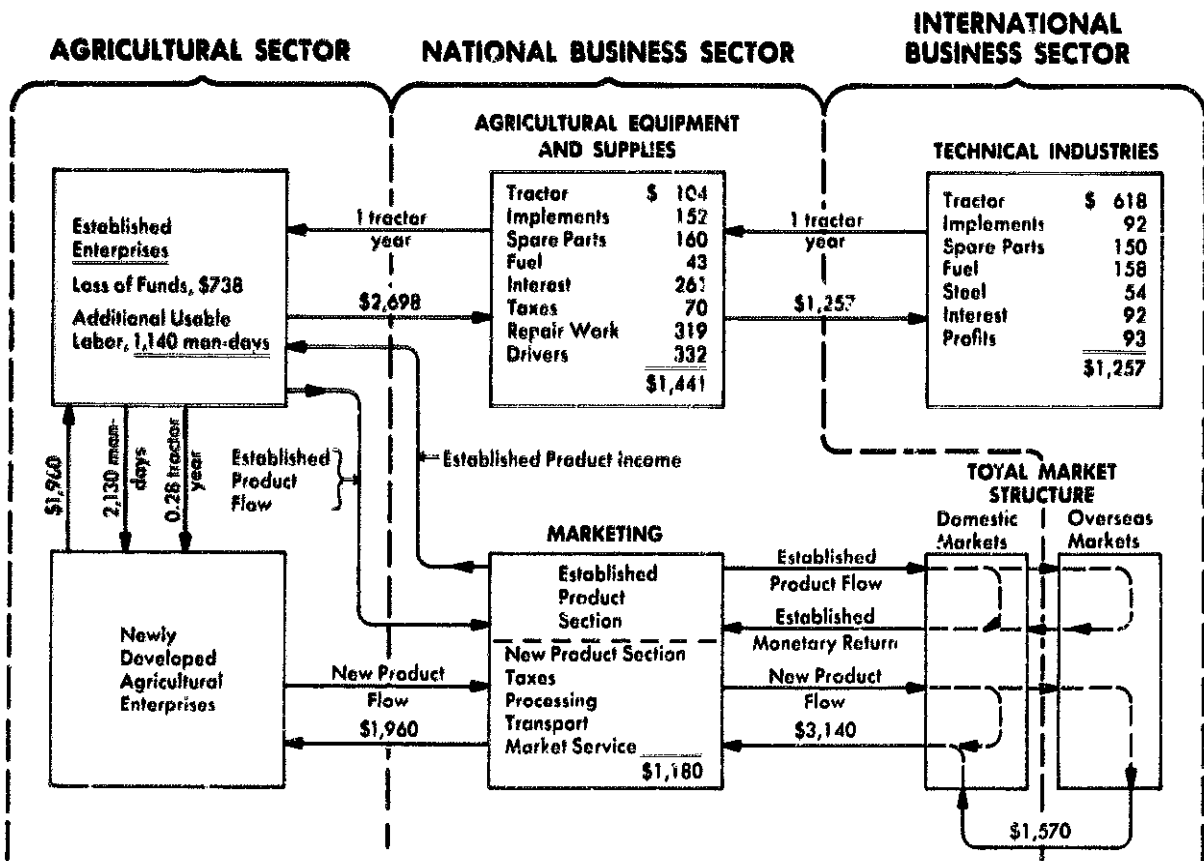 AGRICULTURAL SECTOR
NATIONAL BUSINESS SECTOR
INTERNATIONAL
BUSINESS SECTOR
AGRICULTURAL EQUIPMENT
AND SUPPLIES
TECHNICAL INDUSTRIES
Established
Enterprises
Loss of Funds, $738
Additional Usable
Labor, 1,140 man-days
1 tractor
year
$2,698
Tractor $ 104
Implements 152
Spare Parts 160
Fuel 43
Interest 261
Taxes 70
Repair Work 319
Drivers 332
$1,441
1 tractor
year
$1,257
Tractor $ 618
Implements 92
Spare Parts 150
Fuel 158
Steel 54
Interest 92
Profits 93
$1,257
$1,960
2,130 man-
days
0.28 tractor
year
Established
Product
Flow
Established Product Income
TOTAL MARKET
STRUCTURE
Domestic
Markets
Overseas
Markets
MARKETING
Established
Product
Section
New Product Section
Taxes
Processing
Transport
Market Service
$1,180
Established
Product Flow
Established
Monetary Return
New Product
Flow
$3,140
Newly
Developed
Agricultural
Enterprises
New Product
Flow
$1,960
$1,570